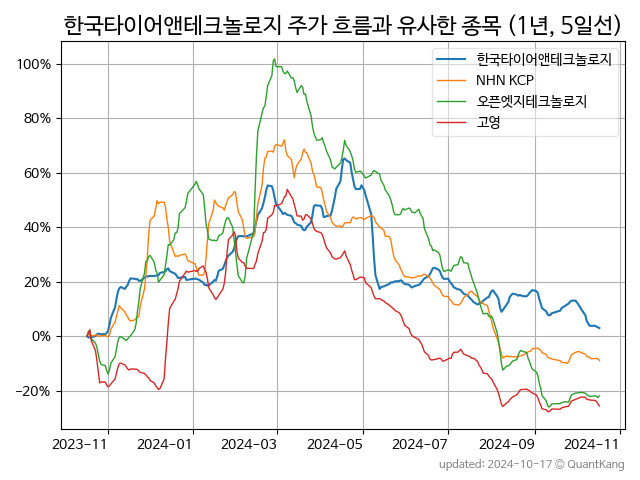 한국타이어앤테크놀로지 주가 흐름과 유사한 종목 (1년, 5일선)
한국타이어앤테크놀로지
NHN KCP
오픈엣지테크놀로지
고영
100%
80%
60%
40%
20%
0%
−20%
2023-11 2024-01 2024-03 2024-05 2024-07 2024-09 2024-11
updated: 2024-10-17 © QuantKang